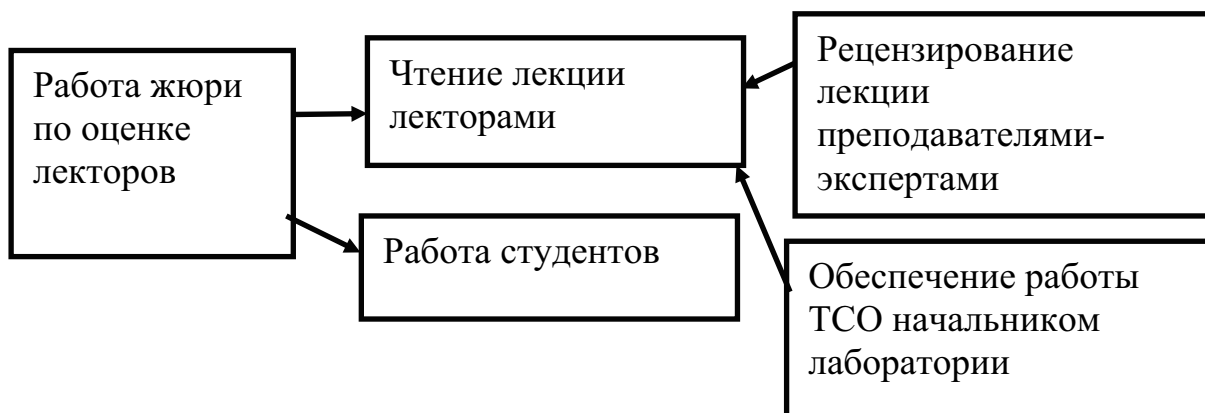 Работа жюри
по оценке
лекторов
Чтение лекции
лекторами
Работа студентов
Рецензирование
лекции
преподавателями-
экспертами
Обеспечение работы
ТСО начальником
лаборатории